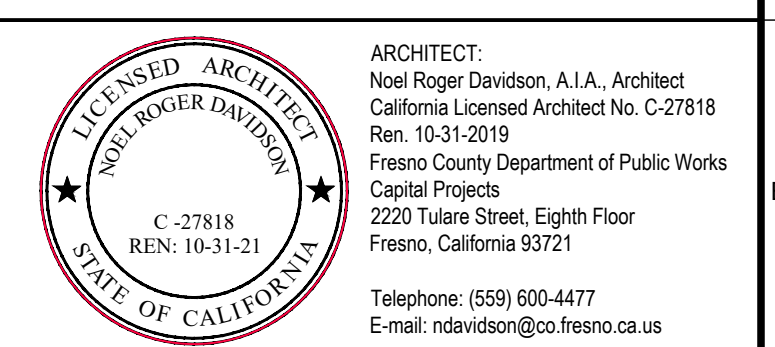 LICENSED ARCHITECT
NOEL ROGER DAVIDSON
C -27818
REN: 10-31-21
STATE OF CALIFORNIA
ARCHITECT:
Noel Roger Davidson, A.I.A., Architect
California Licensed Architect No. C-27818
Ren. 10-31-2019
Fresno County Department of Public Works
Capital Projects
2220 Tulare Street, Eighth Floor
Fresno, California 93721
Telephone: (559) 600-4477
E-mail: ndavidson@co.fresno.ca.us